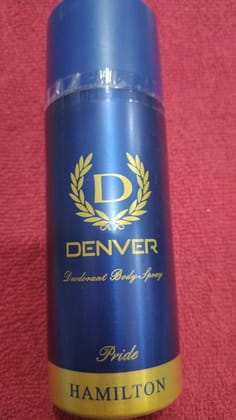 D
DENVER
Deodorant Body Spray
Pride
HAMILTON